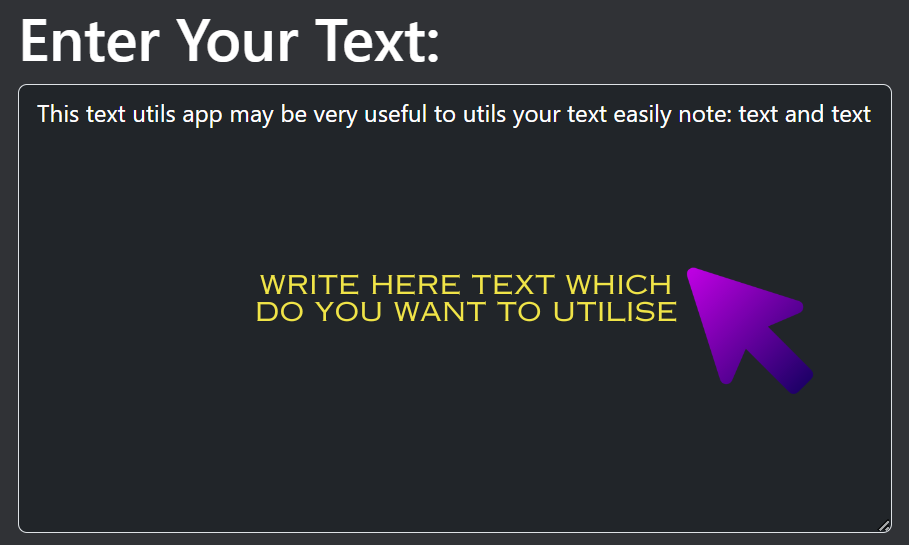 Enter Your Text:
This text utils app may be very useful to utils your text easily note: text and text
WRITE HERE TEXT WHICH
DO YOU WANT TO UTILISE